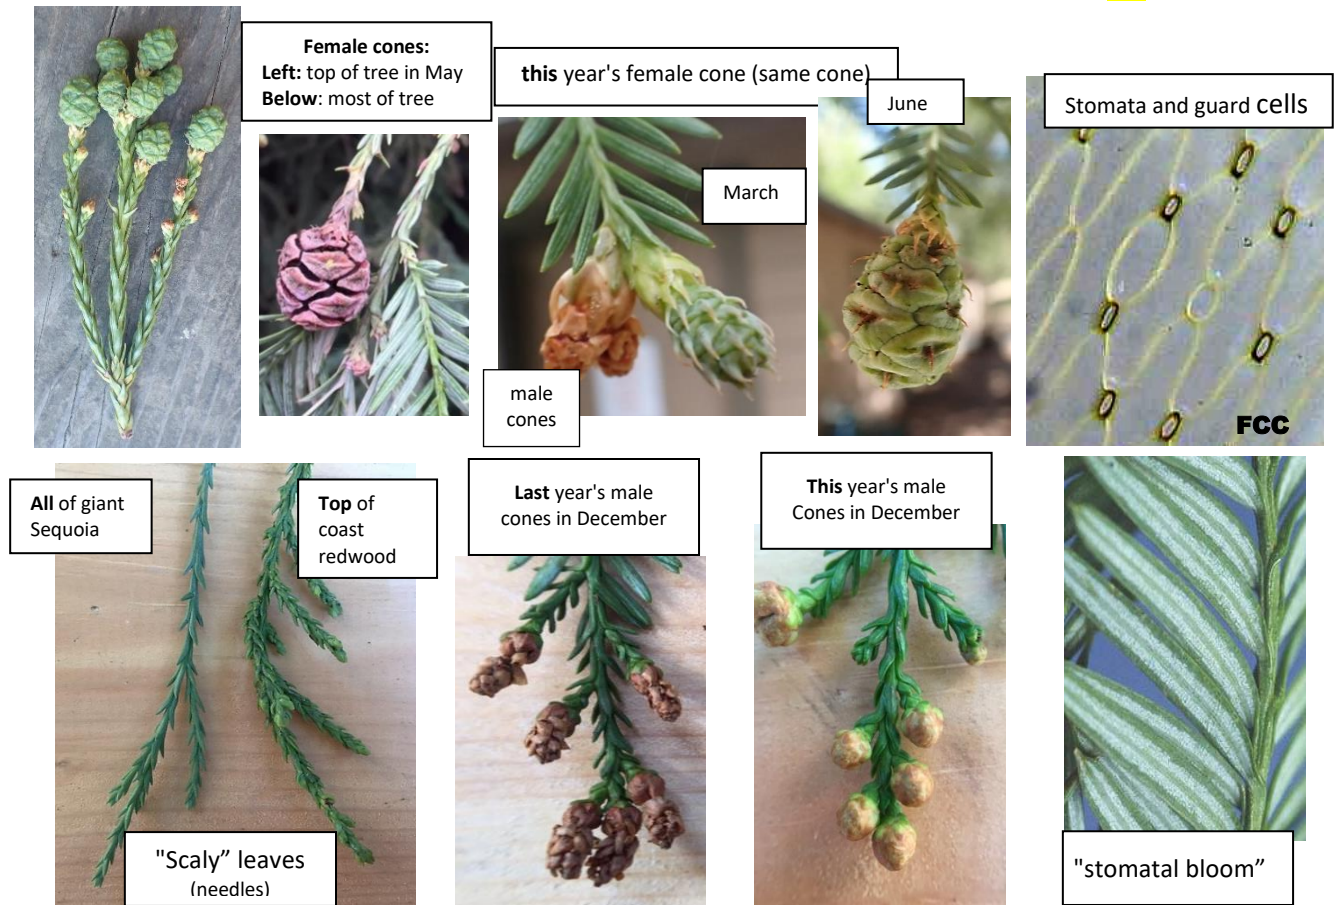 Female cones:
Left: top of tree in May
Below: most of tree
this year's female cone (same cone)
June
Stomata and guard cells
March
male
cones
FCC
All of giant
Sequoia
Top of
coast
redwood
Last year's male
cones in December
This year's male
Cones in December
"Scaly” leaves
(needles)
"stomatal bloom”